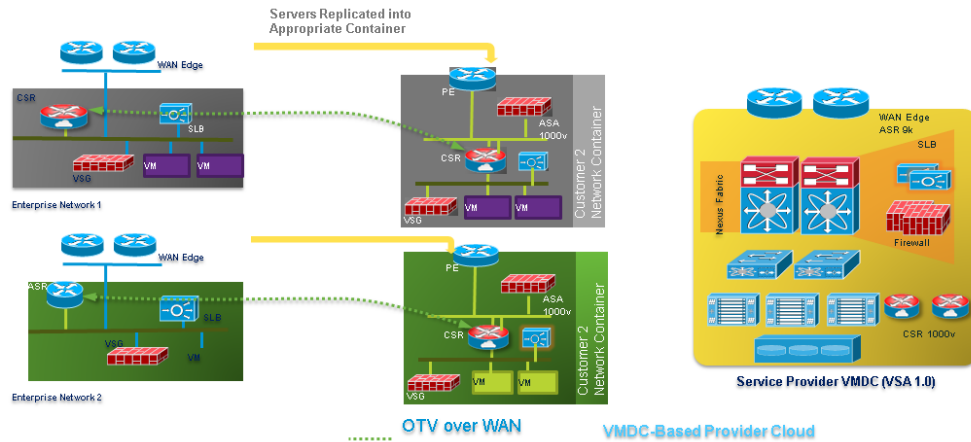 Servers Replicated into
Appropriate Container
WAN Edge
CSR
SLB
VSG
VM
VM
Enterprise Network 1
PE
ASA
1000v
CSR
VSG
VM
VM
Customer 2
Network Container
WAN Edge
ASR
SLB
VSG
VM
Enterprise Network 2
PE
ASA
1000v
CSR
VSG
VM
VM
Customer 2
Network Container
WAN Edge
ASR 9k
SLB
Nexus Fabric
Firewall
CSR 1000v
Service Provider VMDC (VSA 1.0)
OTV over WAN
VMDC-Based Provider Cloud